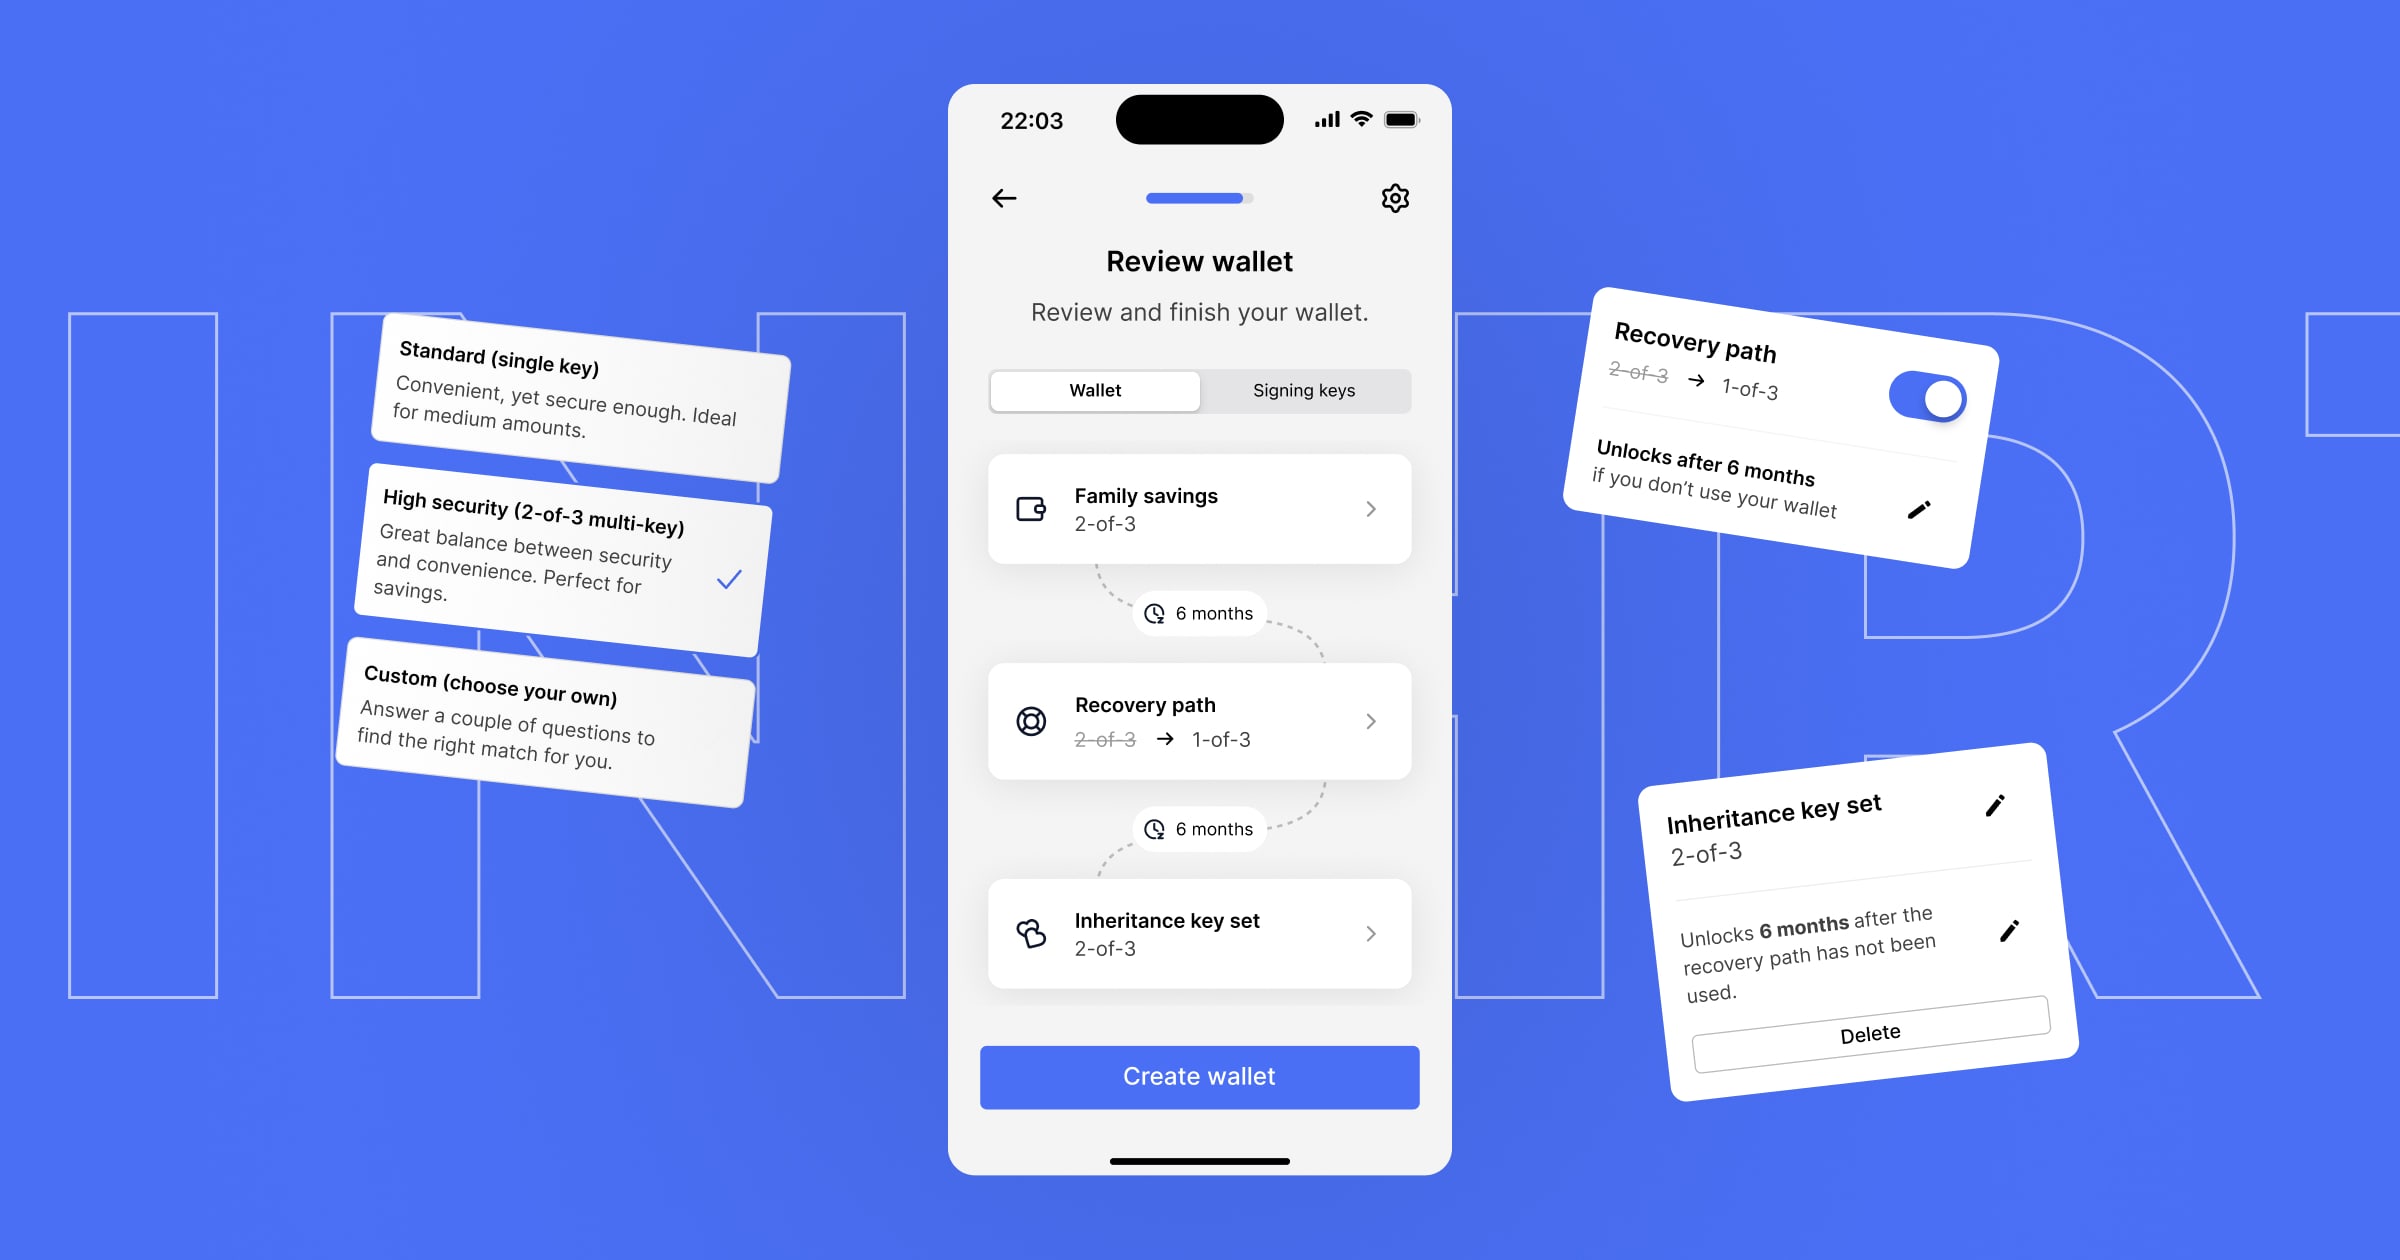 Standard (single key)
Convenient, yet secure enough. Ideal
for medium amounts.
High security (2-of-3 multi-key)
Great balance between security
and convenience. Perfect for
savings.
Custom (choose your own)
Answer a couple of questions to
find the right match for you.
22:03
Review wallet
Review and finish your wallet.
Wallet
Signing keys
Family savings
2-of-3
6 months
Recovery path
2-of-3 → 1-of-3
6 months
Inheritance key set
2-of-3
Create wallet
Recovery path
2-of-3 → 1-of-3
Unlocks after 6 months
if you don’t use your wallet
Inheritance key set
2-of-3
Unlocks 6 months after the
recovery path has not been
used.
Delete